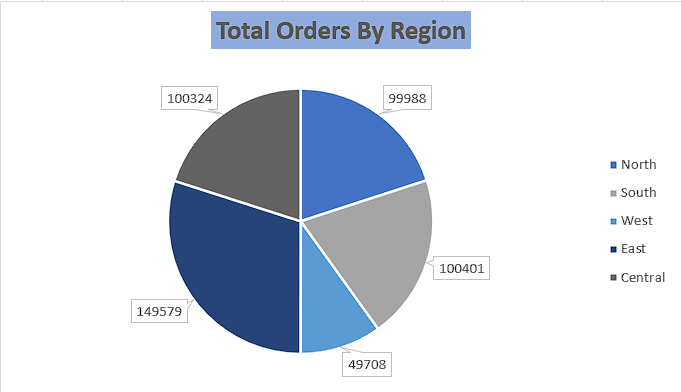 Total Orders By Region
100324
99988
North
South
West
East
Central
100401
149579
49708